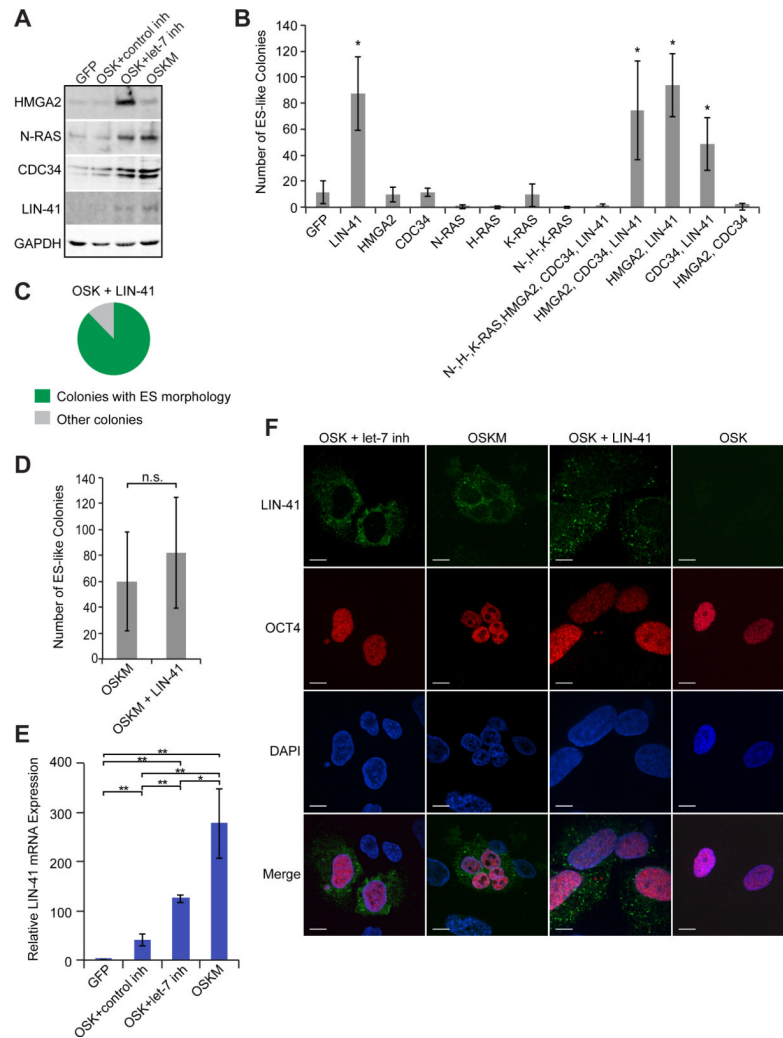 A
GFP
OSK+control inh
OSK+let-7 inh
OSKM
HMGA2
N-RAS
CDC34
LIN-41
GAPDH
B
Number of ES-like Colonies
140
120
100
80
60
40
20
0
*
*
*
*
GFP
LIN-41
HMGA2
CDC34
N-RAS
H-RAS
K-RAS
N-,H-,K-RAS
N-,H-,K-RAS,HMGA2, CDC34, LIN-41
HMGA2, CDC34, LIN-41
HMGA2, LIN-41
CDC34, LIN-41
HMGA2, CDC34
C
OSK + LIN-41
Colonies with ES morphology
Other colonies
D
Number of ES-like Colonies
140
120
100
80
60
40
20
0
n.s.
OSKM
OSKM + LIN-41
E
Relative LIN-41 mRNA Expression
400
300
200
100
0
**
**
**
**
**
*
GFP
OSK+control inh
OSK+let-7 inh
OSKM
F
OSK + let-7 inh
OSKM
OSK + LIN-41
OSK
LIN-41
OCT4
DAPI
Merge